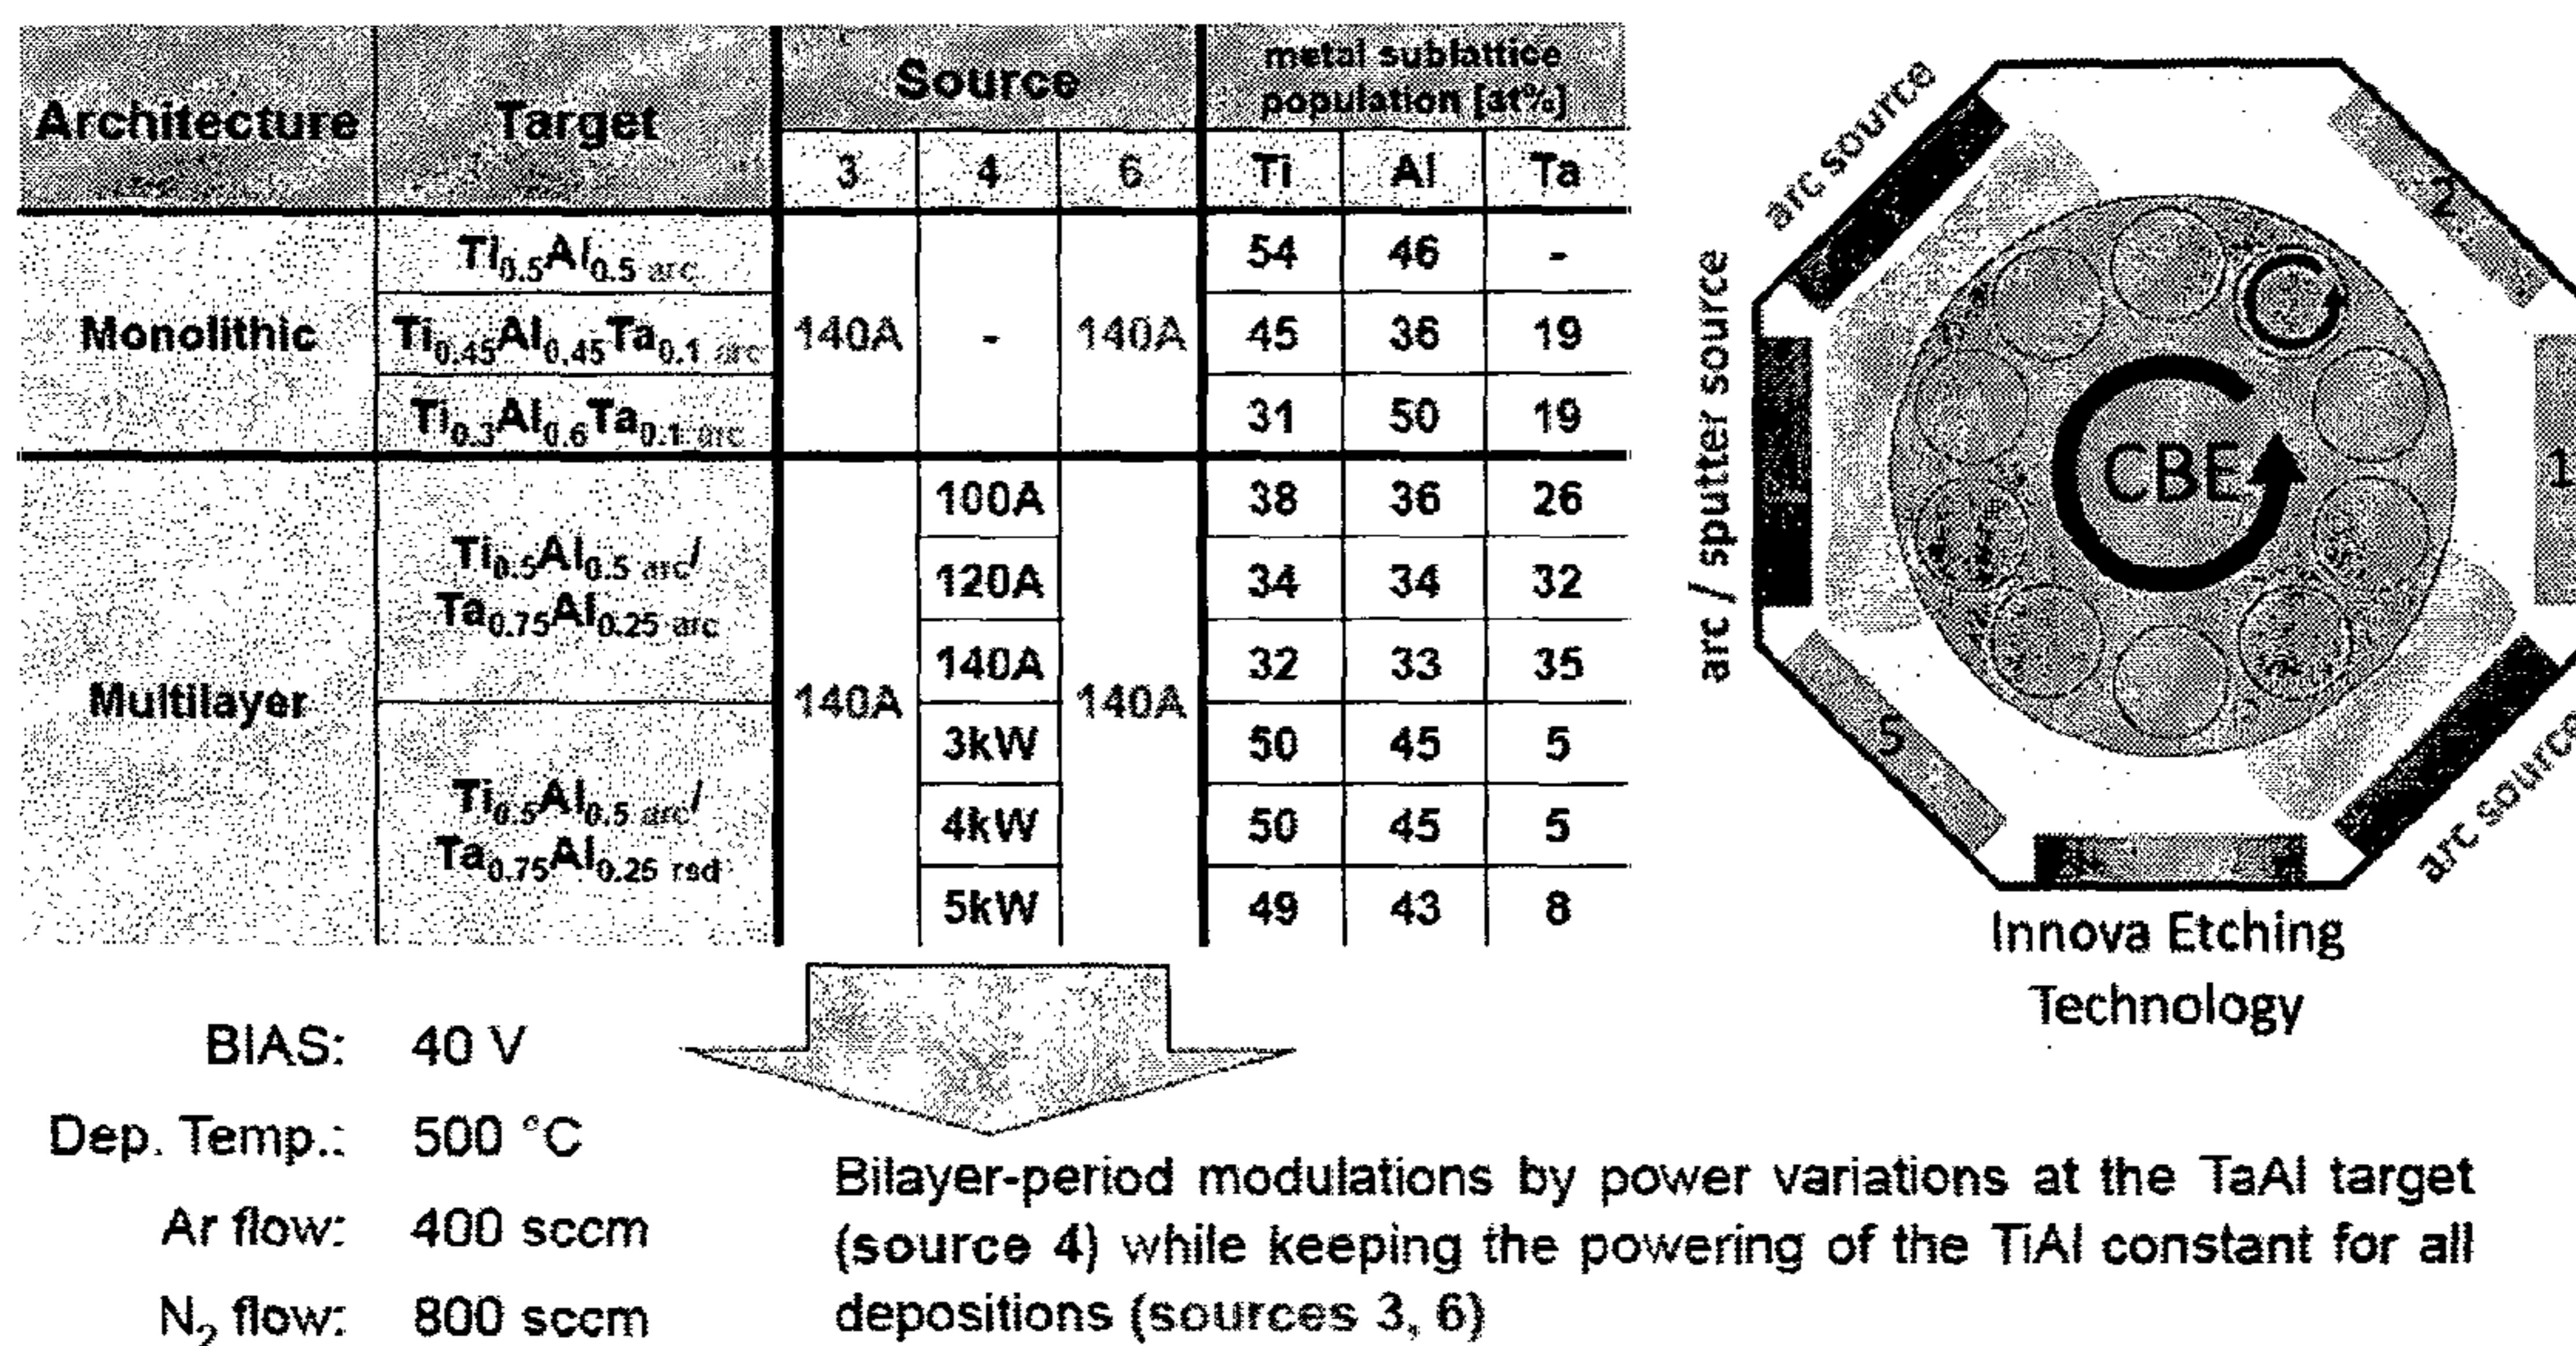 Architecture Target Source metal sublattice population [at%]
3 4 6 Ti Al Ta
Monolithic Ti0.5Al0.5 arc 140A - 140A 54 46 -
Ti0.45Al0.45Ta0.1 arc 45 36 19
Ti0.3Al0.6Ta0.1 arc 31 50 19
Multilayer Ti0.5Al0.5 arc/ Ta0.75Al0.25 arc 140A 100A 140A 38 36 26
120A 34 34 32
140A 32 33 35
Ti0.5Al0.5 arc/ Ta0.75Al0.25 rsd 3kW 50 45 5
4kW 50 45 5
5kW 49 43 8
arc source
2
arc / sputter source
CBE
1
5
arc source
Innova Etching
Technology
BIAS: 40 V
Dep. Temp.: 500 °C
Ar flow: 400 sccm
N2 flow: 800 sccm
Bilayer-period modulations by power variations at the TaAl target
(source 4) while keeping the powering of the TiAl constant for all
depositions (sources 3, 6)